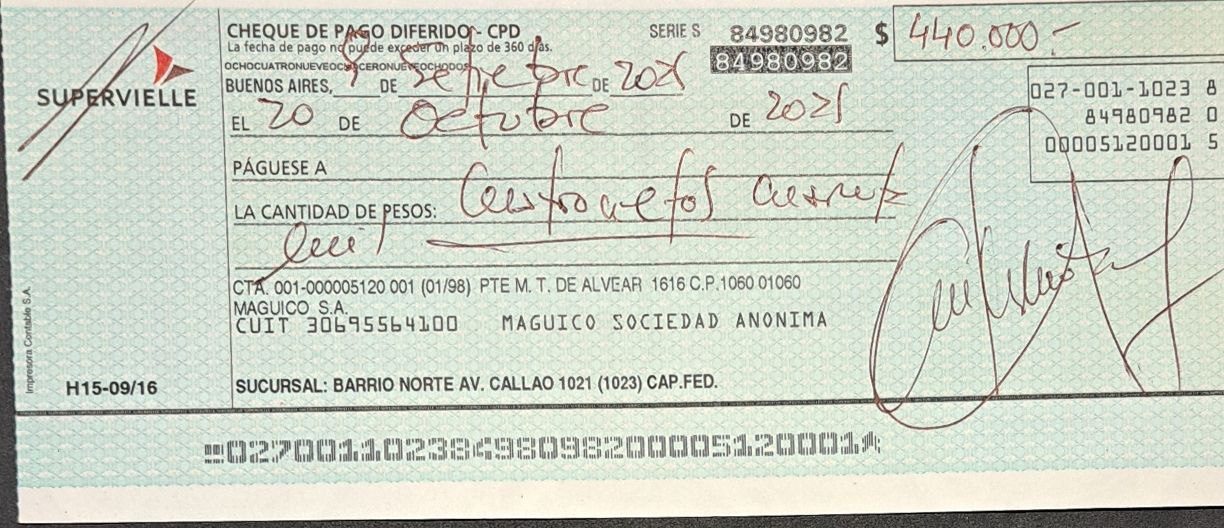 CHEQUE DE PAGO DIFERIDO - CPD SERIE S 84980982 $ 440.000.-
La fecha de pago no puede exceder un plazo de 360 días.
84980982
OCHOCUATRONUEVEOCHOCERONUEVEOCHODOS
BUENOS AIRES, DE Septiembre DE 2025
SUPERVIELLE
EL 20 DE Octubre DE 2025
027-001-1023 8
84980982 0
00005120001 5
PÁGUESE A
LA CANTIDAD DE PESOS: Cuatrocientos cuarenta
mil
CTA. 001-000005120 001 (01/98) PTE M. T. DE ALVEAR 1616 C.P.1060 01060
MAGUICO S.A.
CUIT 30695564100 MAGUICO SOCIEDAD ANONIMA
Impresora Contable S.A.
H15-09/16
SUCURSAL: BARRIO NORTE AV. CALLAO 1021 (1023) CAP.FED.
02700110238498098200005120001